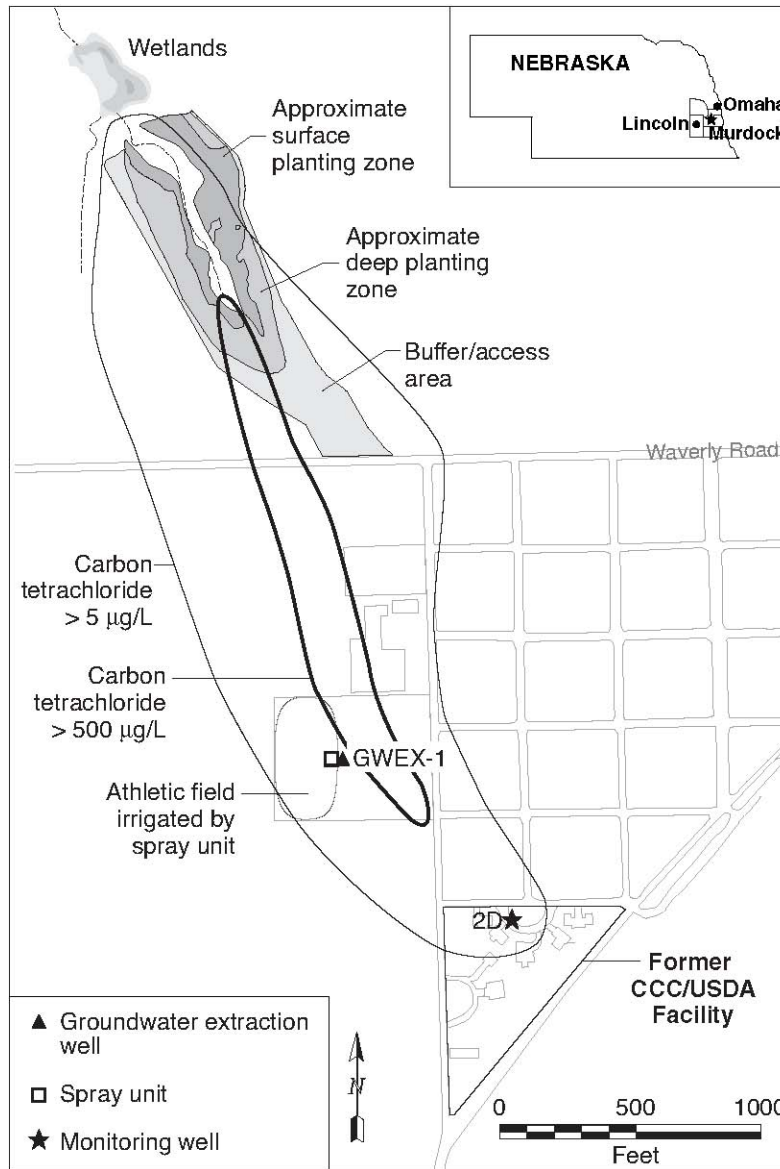 Wetlands
NEBRASKA
Omaha
Lincoln
Murdock
Approximate
surface
planting zone
Approximate
deep planting
zone
Buffer/access
area
Waverly Road
Carbon
tetrachloride
> 5 µg/L
Carbon
tetrachloride
> 500 µg/L
GWEX-1
Athletic field
irrigated by
spray unit
2D
Former
CCC/USDA
Facility
Groundwater extraction
well
Spray unit
Monitoring well
N
0 500 1000
Feet